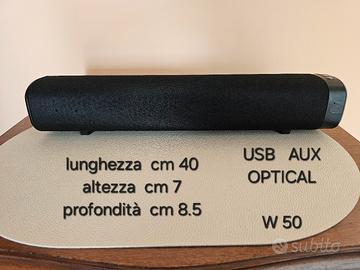 lunghezza cm 40
altezza cm 7
profondità cm 8.5
USB AUX
OPTICAL
W 50
subito